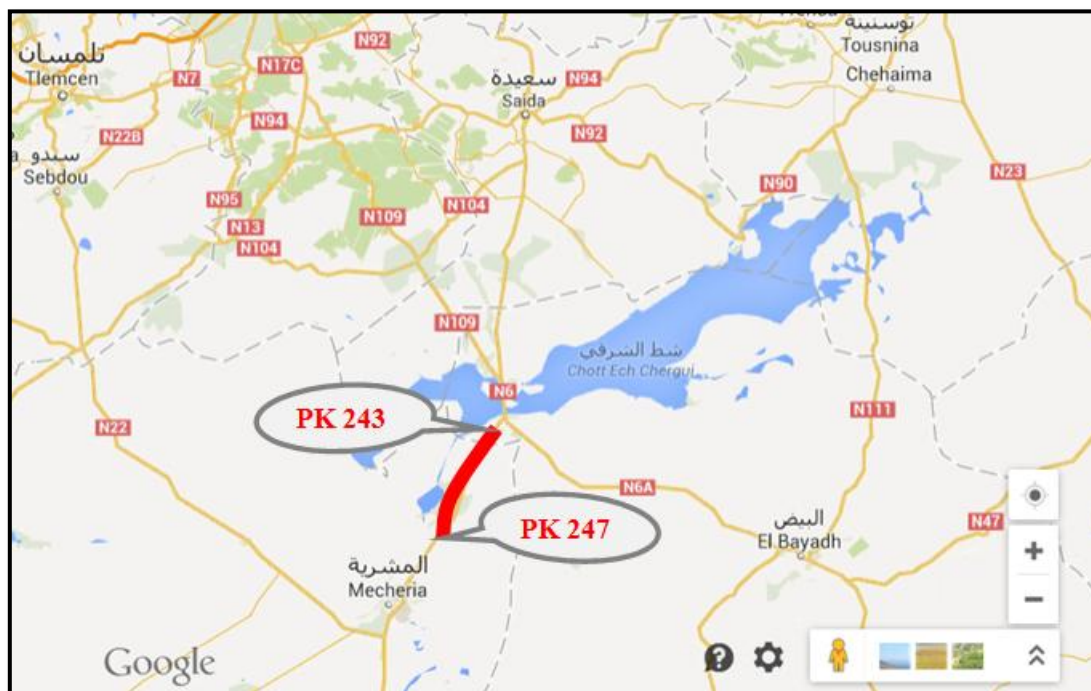 N92
توسنينة
Tousnina
تلمسان
Tlemcen
N7
N17C
سعيدة
Saida
N94
Chehaima
N22B
N94
N92
سبدو
Sebdou
N95
N104
N109
N90
N23
N13
N104
N109
شط الشرقي
Chott Ech Chergui
N6
PK 243
N22
N111
N6A
PK 247
البيض
El Bayadh
N47
المشرية
Mecheria
Google